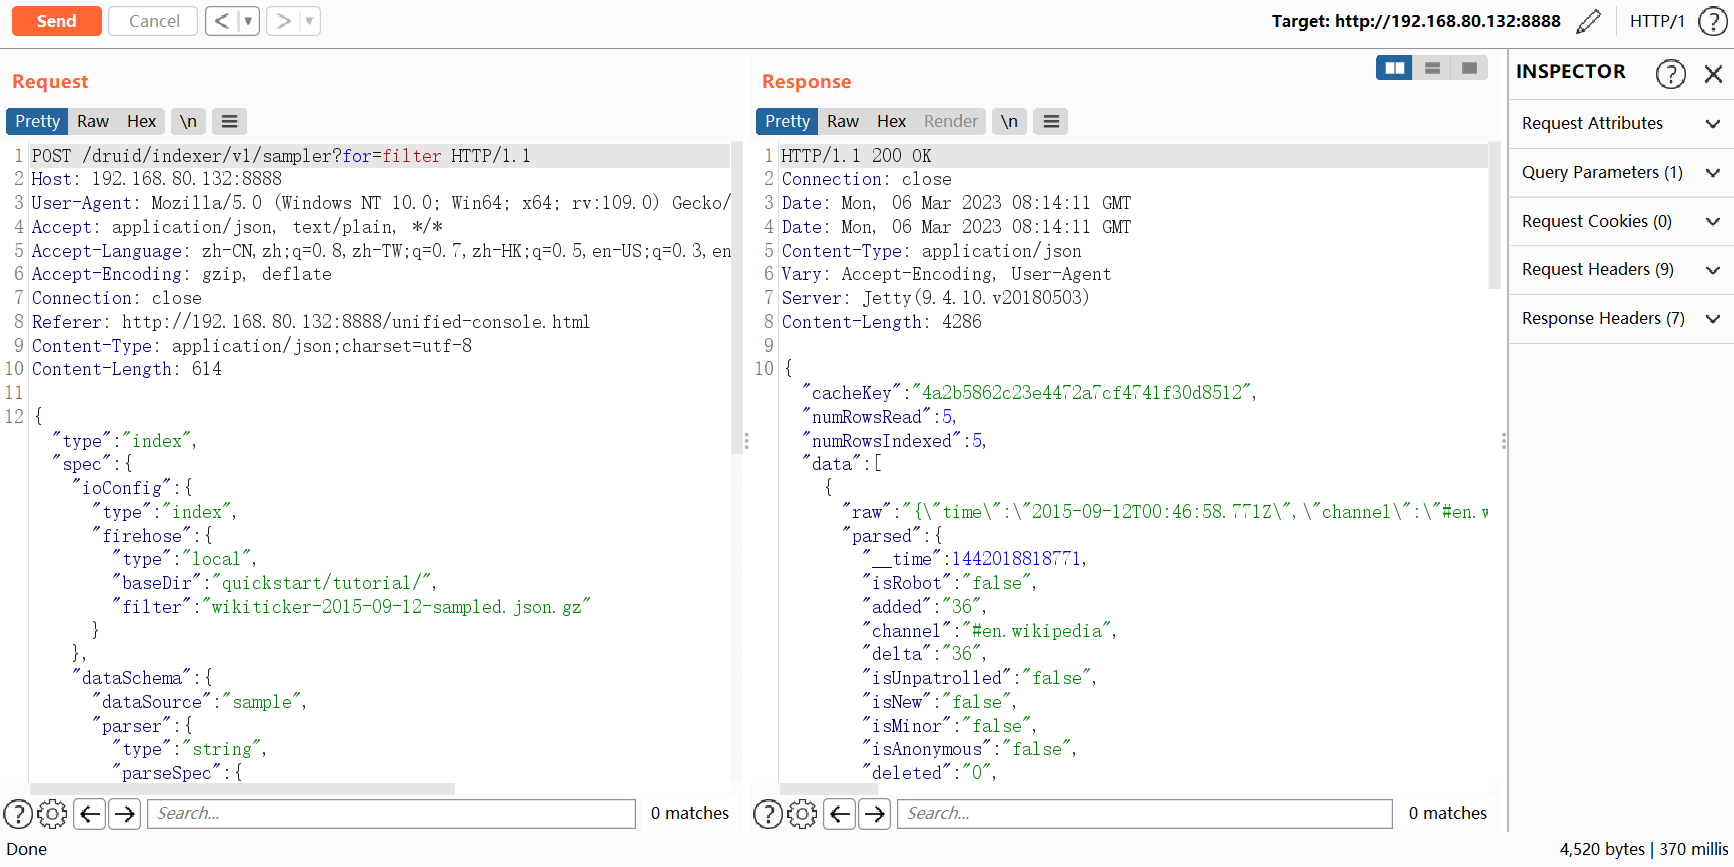 Send
Cancel
<
>
Target: http://192.168.80.132:8888
HTTP/1
?
Request
Pretty
Raw
Hex
\n
1 POST /druid/indexer/v1/sampler?for=filter HTTP/1.1
2 Host: 192.168.80.132:8888
3 User-Agent: Mozilla/5.0 (Windows NT 10.0; Win64; x64; rv:109.0) Gecko/
4 Accept: application/json, text/plain, */*
5 Accept-Language: zh-CN,zh;q=0.8,zh-TW;q=0.7,zh-HK;q=0.5,en-US;q=0.3,en
6 Accept-Encoding: gzip, deflate
7 Connection: close
8 Referer: http://192.168.80.132:8888/unified-console.html
9 Content-Type: application/json;charset=utf-8
10 Content-Length: 614
11
12 {
"type":"index",
"spec":{
"ioConfig":{
"type":"index",
"firehose":{
"type":"local",
"baseDir":"quickstart/tutorial/",
"filter":"wikiticker-2015-09-12-sampled.json.gz"
}
},
"dataSchema":{
"dataSource":"sample",
"parser":{
"type":"string",
"parseSpec":{
?
Search...
0 matches
Response
Pretty
Raw
Hex
Render
\n
1 HTTP/1.1 200 OK
2 Connection: close
3 Date: Mon, 06 Mar 2023 08:14:11 GMT
4 Date: Mon, 06 Mar 2023 08:14:11 GMT
5 Content-Type: application/json
6 Vary: Accept-Encoding, User-Agent
7 Server: Jetty(9.4.10.v20180503)
8 Content-Length: 4286
9
10 {
"cacheKey":"4a2b5862c23e4472a7cf4741f30d8512",
"numRowsRead":5,
"numRowsIndexed":5,
"data":[
{
"raw":"{\"time\":\"2015-09-12T00:46:58.771Z\",\"channel\":\"#en.w
"parsed":{
"__time":1442018818771,
"isRobot":"false",
"added":"36",
"channel":"#en.wikipedia",
"delta":"36",
"isUnpatrolled":"false",
"isNew":"false",
"isMinor":"false",
"isAnonymous":"false",
"deleted":"0",
?
Search...
0 matches
INSPECTOR
?
Request Attributes
Query Parameters (1)
Request Cookies (0)
Request Headers (9)
Response Headers (7)
Done
4,520 bytes | 370 millis